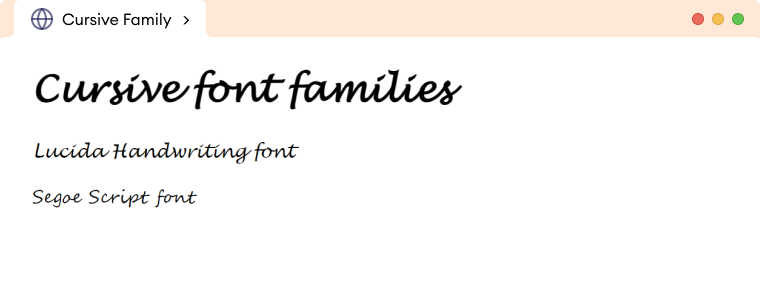 Cursive Family
Cursive font families
Lucida Handwriting font
Segoe Script font